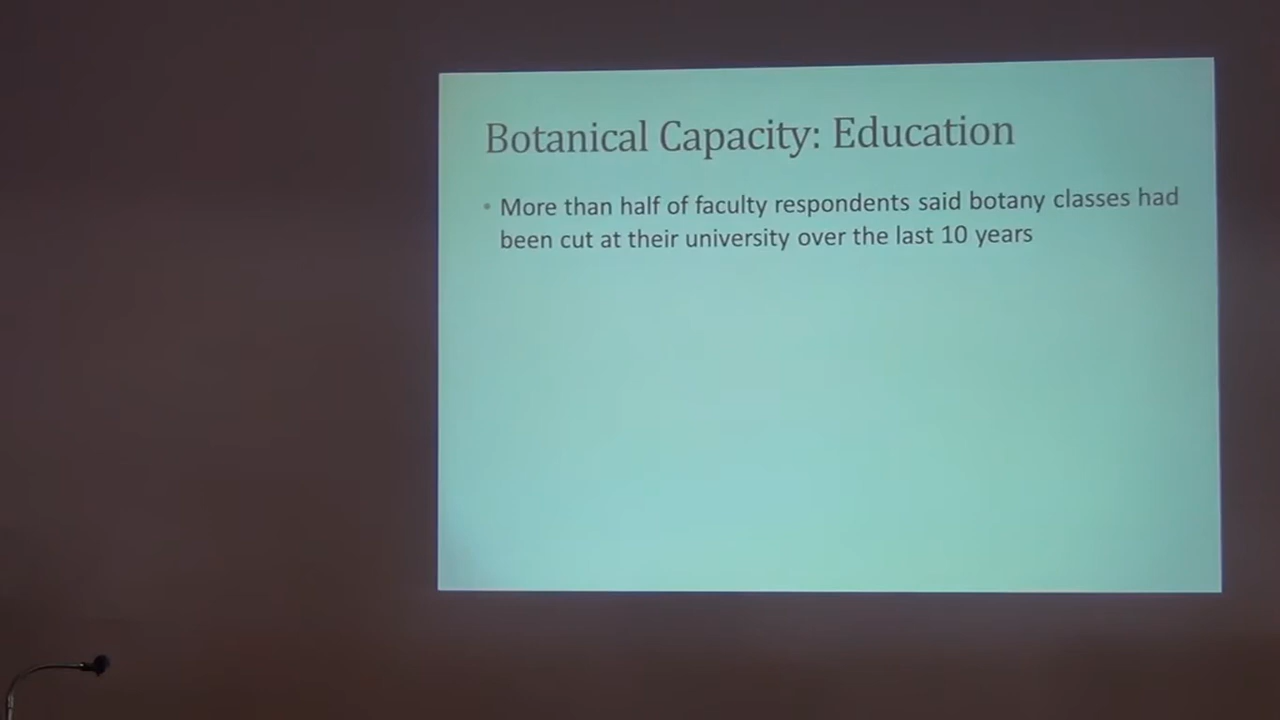 Botanical Capacity: Education
• More than half of faculty respondents said botany classes had
been cut at their university over the last 10 years